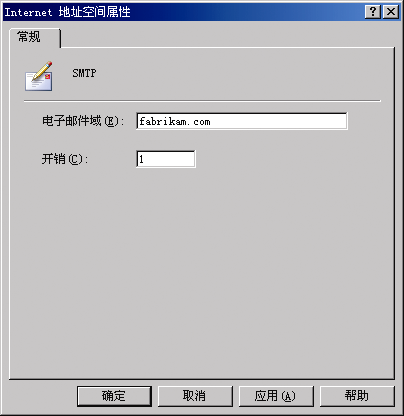 Internet 地址空间属性
常规
SMTP
电子邮件域(E): fabrikam.com
开销(C): 1
确定 取消 应用(A) 帮助